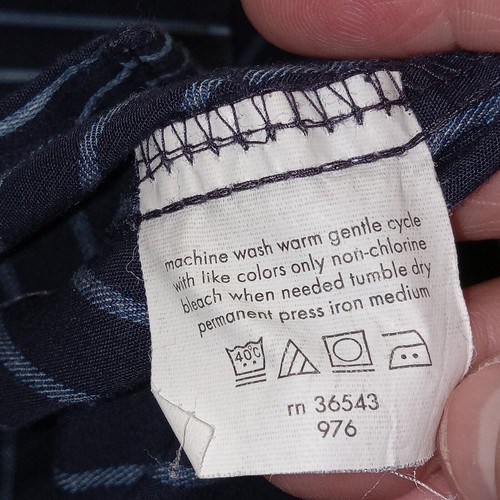 machine wash warm gentle cycle
with like colors only non-chlorine
bleach when needed tumble dry
permanent press iron medium
40°C
rn 36543
976